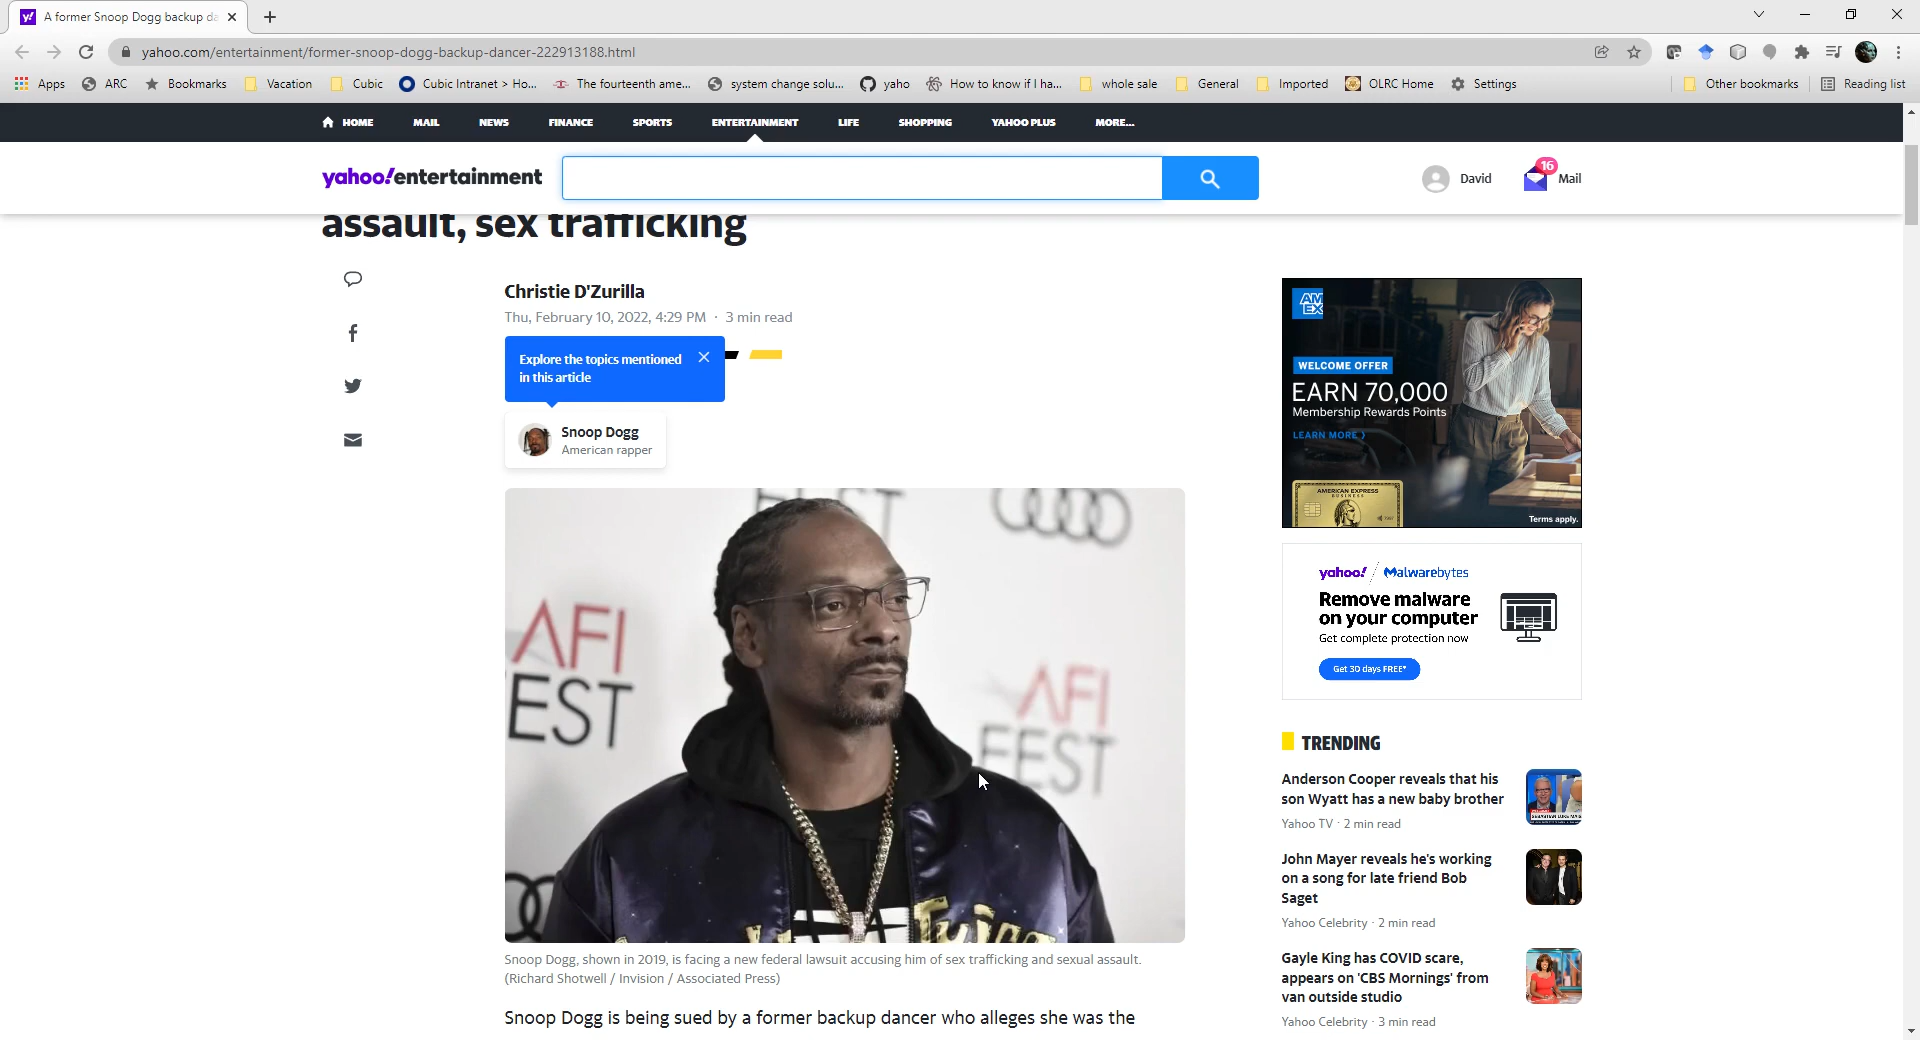 A former Snoop Dogg backup da
yahoo.com/entertainment/former-snoop-dogg-backup-dancer-222913188.html
Apps ARC Bookmarks Vacation Cubic Cubic Intranet > Ho... The fourteenth ame... system change solu... yaho How to know if I ha... whole sale General Imported OLRC Home Settings Other bookmarks Reading list
HOME MAIL NEWS FINANCE SPORTS ENTERTAINMENT LIFE SHOPPING YAHOO PLUS MORE...
yahoo!entertainment
David
16
Mail
assault, sex trafficking
Christie D'Zurilla
Thu, February 10, 2022, 4:29 PM · 3 min read
Explore the topics mentioned
in this article
Snoop Dogg
American rapper
AFI
FEST
AFI
FEST
Snoop Dogg, shown in 2019, is facing a new federal lawsuit accusing him of sex trafficking and sexual assault.
(Richard Shotwell / Invision / Associated Press)
Snoop Dogg is being sued by a former backup dancer who alleges she was the
AM
EX
WELCOME OFFER
EARN 70,000
Membership Rewards Points
LEARN MORE >
AMERICAN EXPRESS
BUSINESS
Terms apply.
yahoo! / Malwarebytes
Remove malware
on your computer
Get complete protection now
Get 30 days FREE*
TRENDING
Anderson Cooper reveals that his
son Wyatt has a new baby brother
Yahoo TV · 2 min read
John Mayer reveals he's working
on a song for late friend Bob
Saget
Yahoo Celebrity · 2 min read
Gayle King has COVID scare,
appears on 'CBS Mornings' from
van outside studio
Yahoo Celebrity · 3 min read